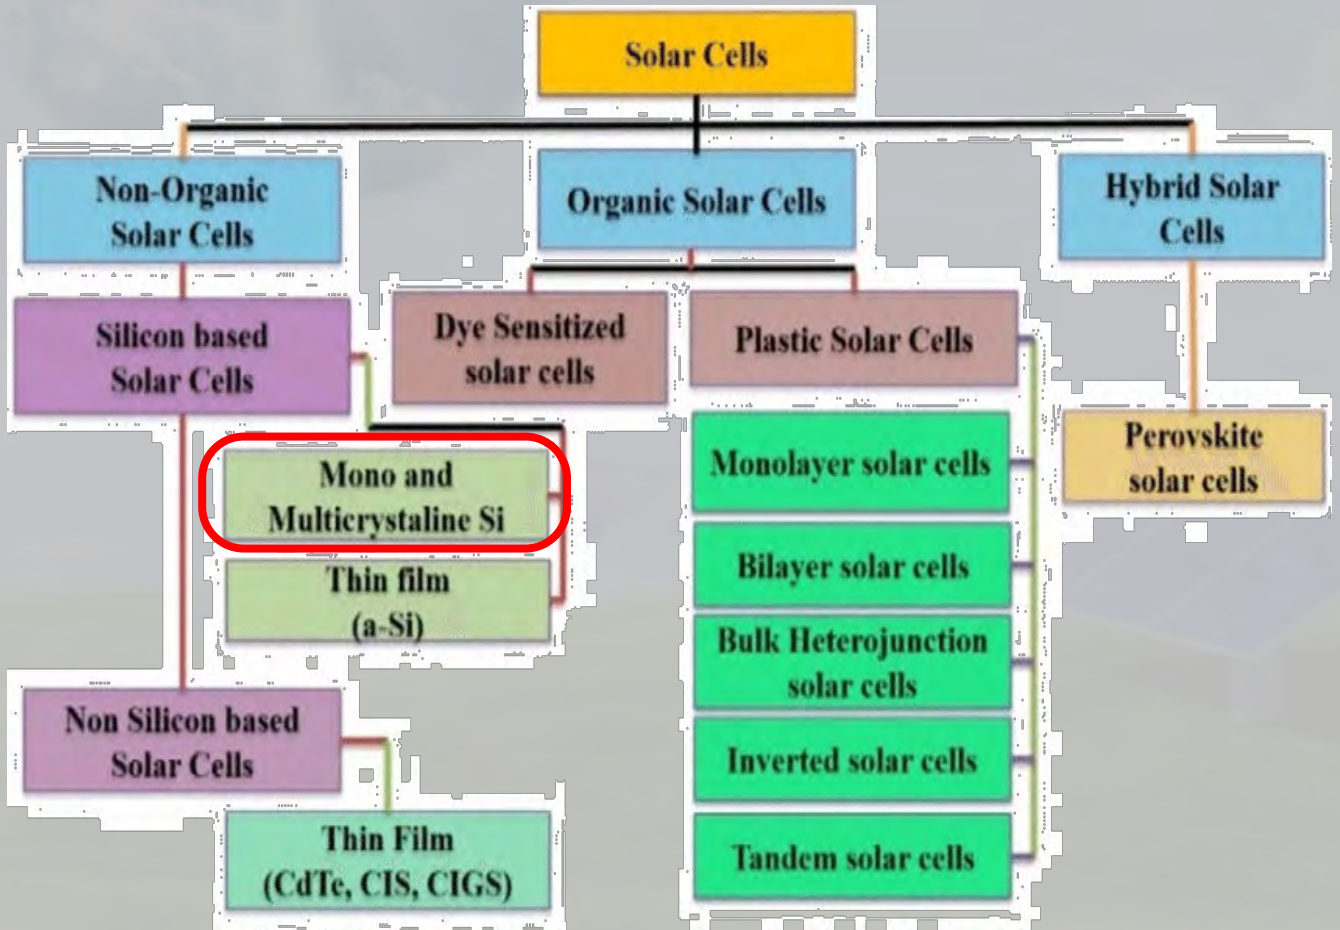 Solar Cells
Non-Organic
Solar Cells
Organic Solar Cells
Hybrid Solar
Cells
Silicon based
Solar Cells
Dye Sensitized
solar cells
Plastic Solar Cells
Mono and
Multicrystaline Si
Thin film
(a-Si)
Monolayer solar cells
Perovskite
solar cells
Bilayer solar cells
Bulk Heterojunction
solar cells
Non Silicon based
Solar Cells
Inverted solar cells
Thin Film
(CdTe, CIS, CIGS)
Tandem solar cells